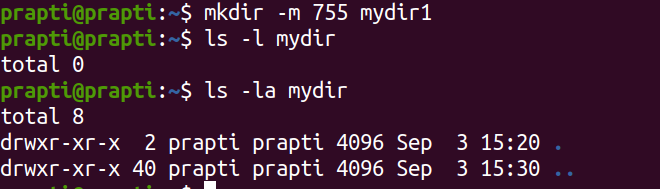 prapti@prapti:~$ mkdir -m 755 mydir1
prapti@prapti:~$ ls -l mydir
total 0
prapti@prapti:~$ ls -la mydir
total 8
drwxr-xr-x  2 prapti prapti 4096 Sep  3 15:20 .
drwxr-xr-x 40 prapti prapti 4096 Sep  3 15:30 ..
prapti@prapti:~$